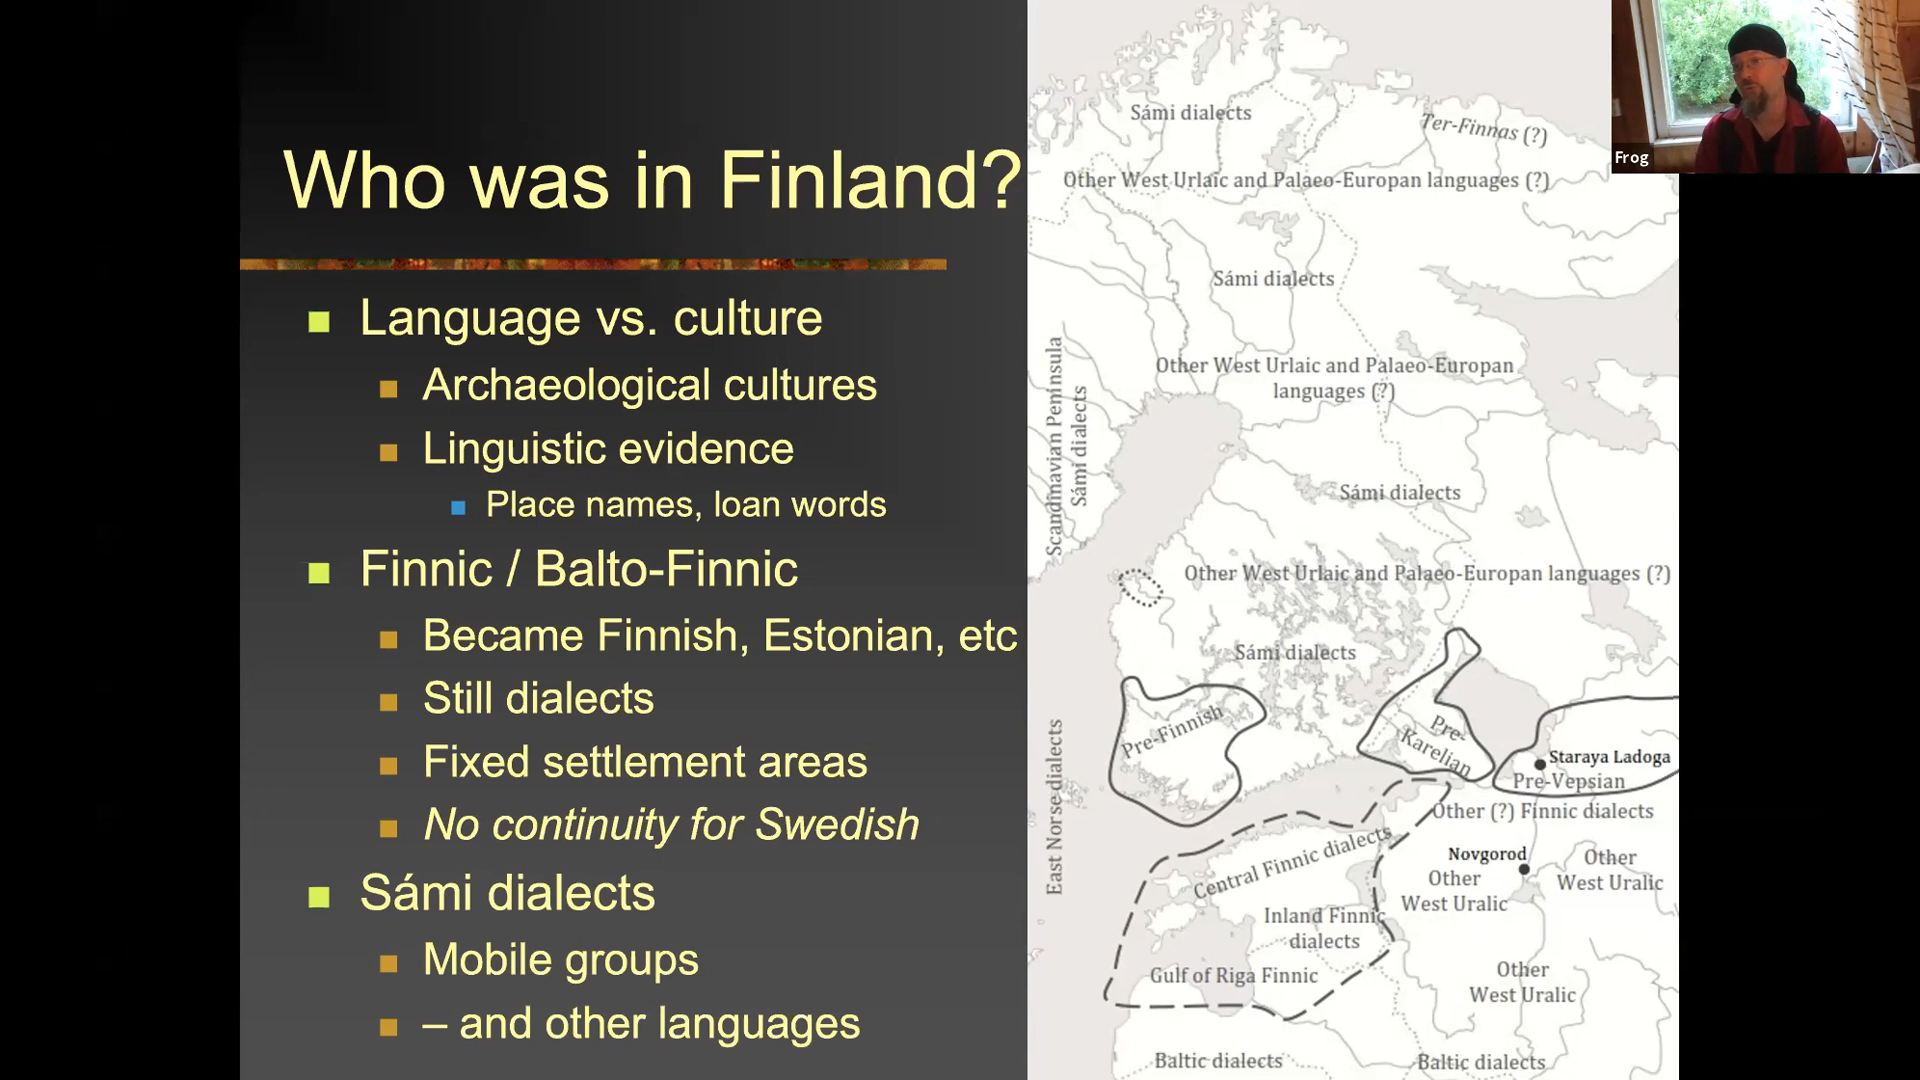 Who was in Finland?
Language vs. culture
Archaeological cultures
Linguistic evidence
Place names, loan words
Finnic / Balto-Finnic
Became Finnish, Estonian, etc
Still dialects
Fixed settlement areas
No continuity for Swedish
Sámi dialects
Mobile groups
– and other languages
Sámi dialects
Ter-Finnas (?)
Other West Urlaic and Palaeo-Europan languages (?)
Sámi dialects
Other West Urlaic and Palaeo-Europan
languages (?)
Scandinavian Peninsula
Sámi dialects
Sámi dialects
Other West Urlaic and Palaeo-Europan languages (?)
Sámi dialects
Pre-Finnish
Pre-
Karelian
Staraya Ladoga
Pre-Vepsian
Other (?) Finnic dialects
East Norse dialects
Central Finnic dialects
Novgorod
Other
West Uralic
Other
West Uralic
Inland Finnic
dialects
Gulf of Riga Finnic
Other
West Uralic
Baltic dialects
Baltic dialects
Frog